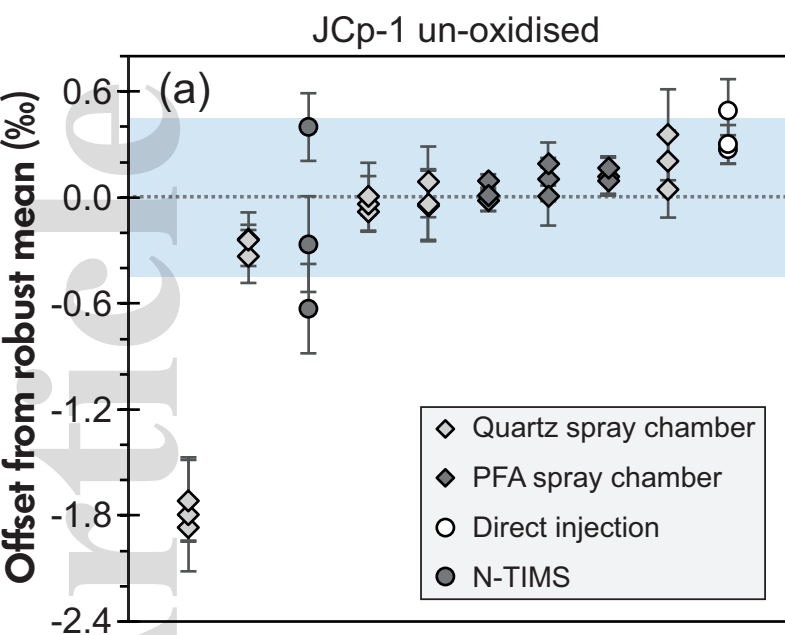 JCp-1 un-oxidised
(a)
Offset from robust mean (‰)
0.6
0.0
-0.6
-1.2
-1.8
-2.4
Quartz spray chamber
PFA spray chamber
Direct injection
N-TIMS
rticle